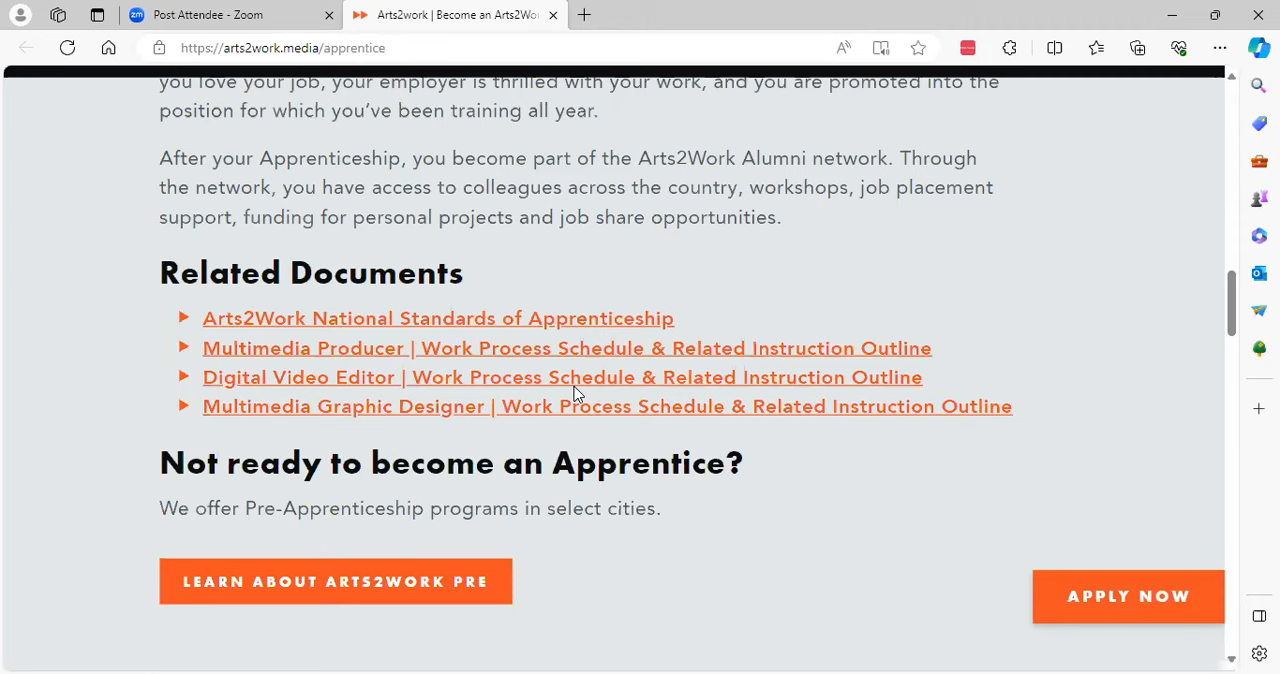 Post Attendee - Zoom
Arts2work | Become an Arts2Wo
https://arts2work.media/apprentice
you love your job, your employer is thrilled with your work, and you are promoted into the
position for which you’ve been training all year.
After your Apprenticeship, you become part of the Arts2Work Alumni network. Through
the network, you have access to colleagues across the country, workshops, job placement
support, funding for personal projects and job share opportunities.
Related Documents
Arts2Work National Standards of Apprenticeship
Multimedia Producer | Work Process Schedule & Related Instruction Outline
Digital Video Editor | Work Process Schedule & Related Instruction Outline
Multimedia Graphic Designer | Work Process Schedule & Related Instruction Outline
Not ready to become an Apprentice?
We offer Pre-Apprenticeship programs in select cities.
LEARN ABOUT ARTS2WORK PRE
APPLY NOW